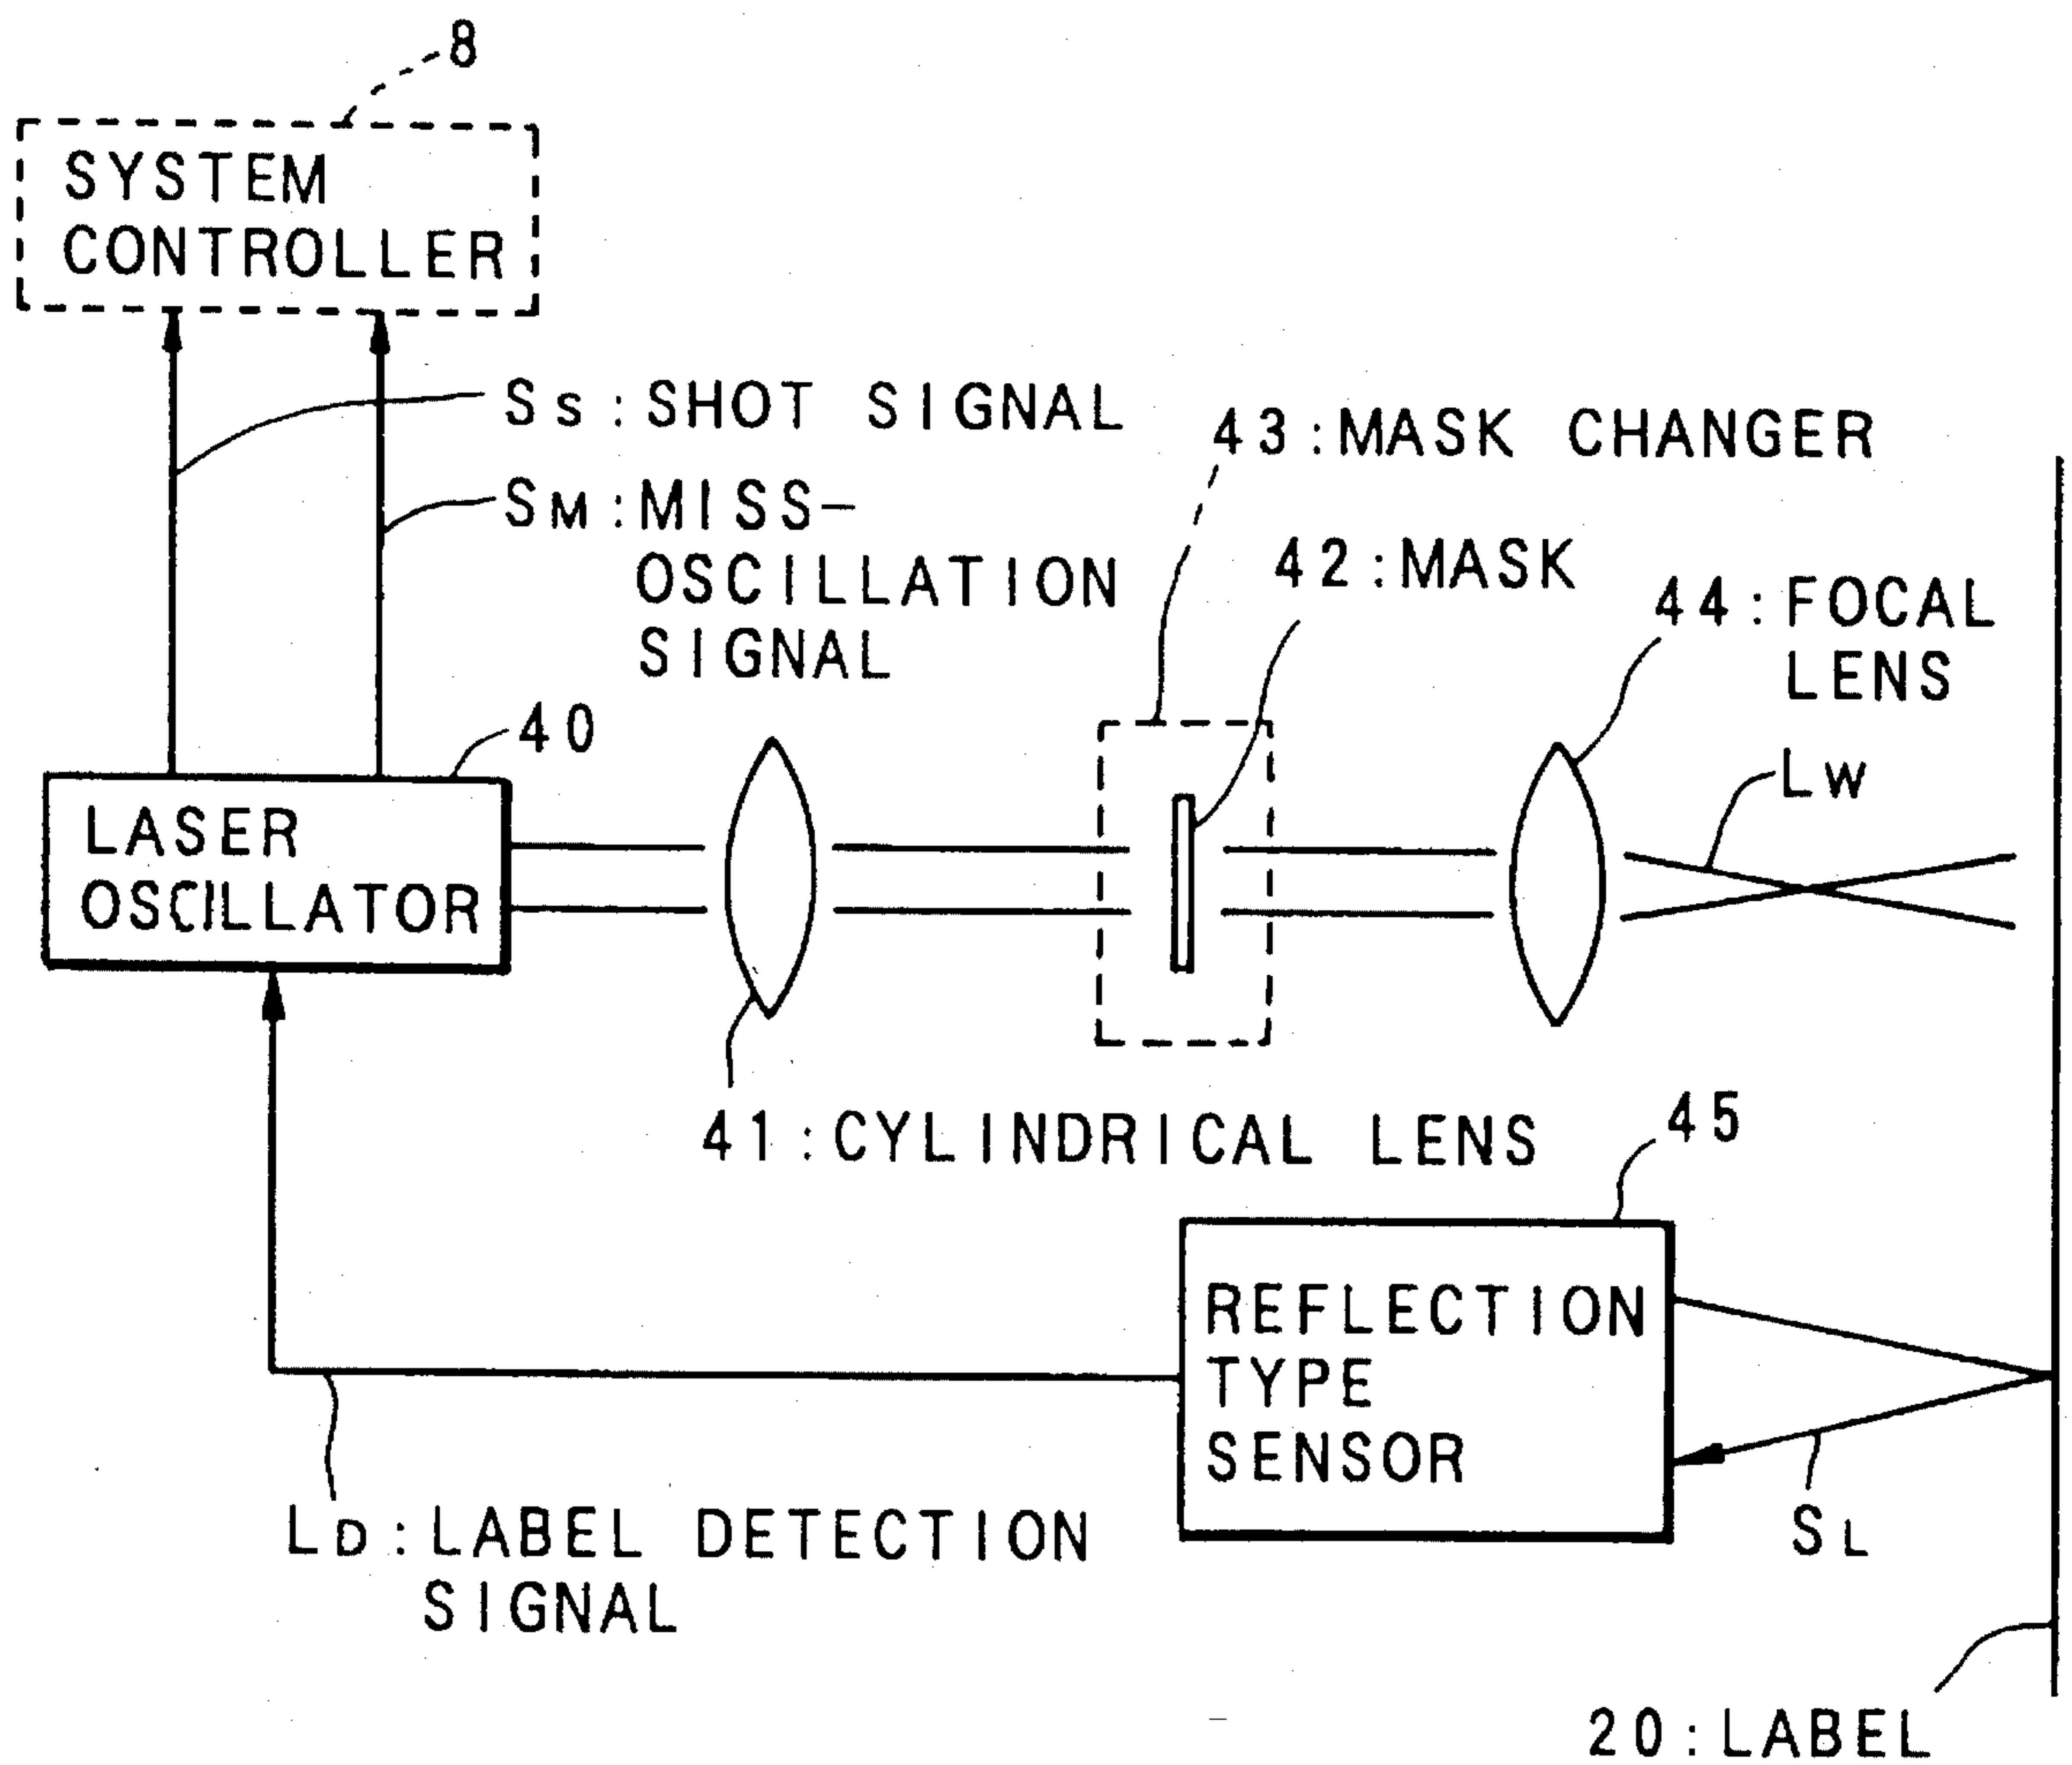 8
SYSTEM
CONTROLLER
Ss:SHOT SIGNAL
43:MASK CHANGER
SM:MISS-
OSCILLATION
SIGNAL
42:MASK
44:FOCAL
LENS
LW
40
LASER
OSCILLATOR
41:CYLINDRICAL LENS
45
REFLECTION
TYPE
SENSOR
SL
LD:LABEL DETECTION
SIGNAL
20:LABEL